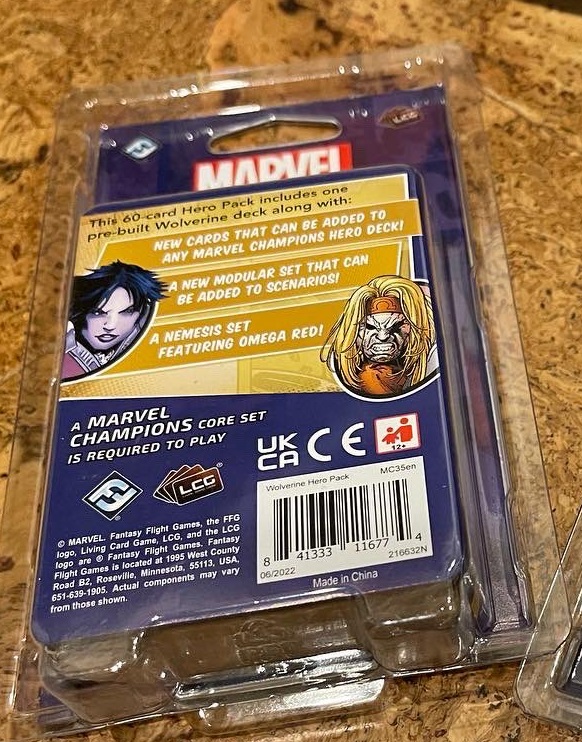 LCG
MARVEL
This 60-card Hero Pack includes one
pre-built Wolverine deck along with:
NEW CARDS THAT CAN BE ADDED TO
ANY MARVEL CHAMPIONS HERO DECK!
A NEW MODULAR SET THAT CAN
BE ADDED TO SCENARIOS!
A NEMESIS SET
FEATURING OMEGA RED!
A MARVEL
CHAMPIONS CORE SET
IS REQUIRED TO PLAY
UK
CA CE
12+
LCG®
Wolverine Hero Pack MC35en
8 41333 11677 4
06/2022 216632N
Made in China
© MARVEL. Fantasy Flight Games, the FFG
logo, Living Card Game, LCG, and the LCG
logo are ® Fantasy Flight Games. Fantasy
Flight Games is located at 1995 West County
Road B2, Roseville, Minnesota, 55113, USA,
651-639-1905. Actual components may vary
from those shown.